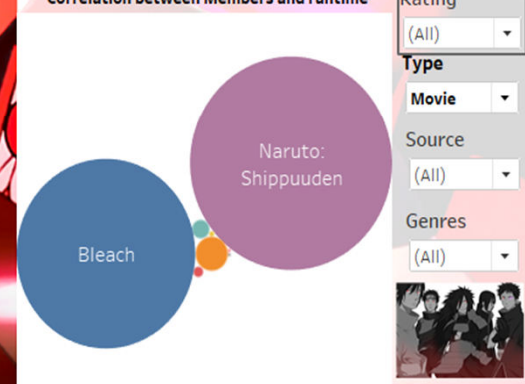 Correlation between Members and runtime
Naruto:
Shippuuden
Bleach
Rating
(All)
Type
Movie
Source
(All)
Genres
(All)